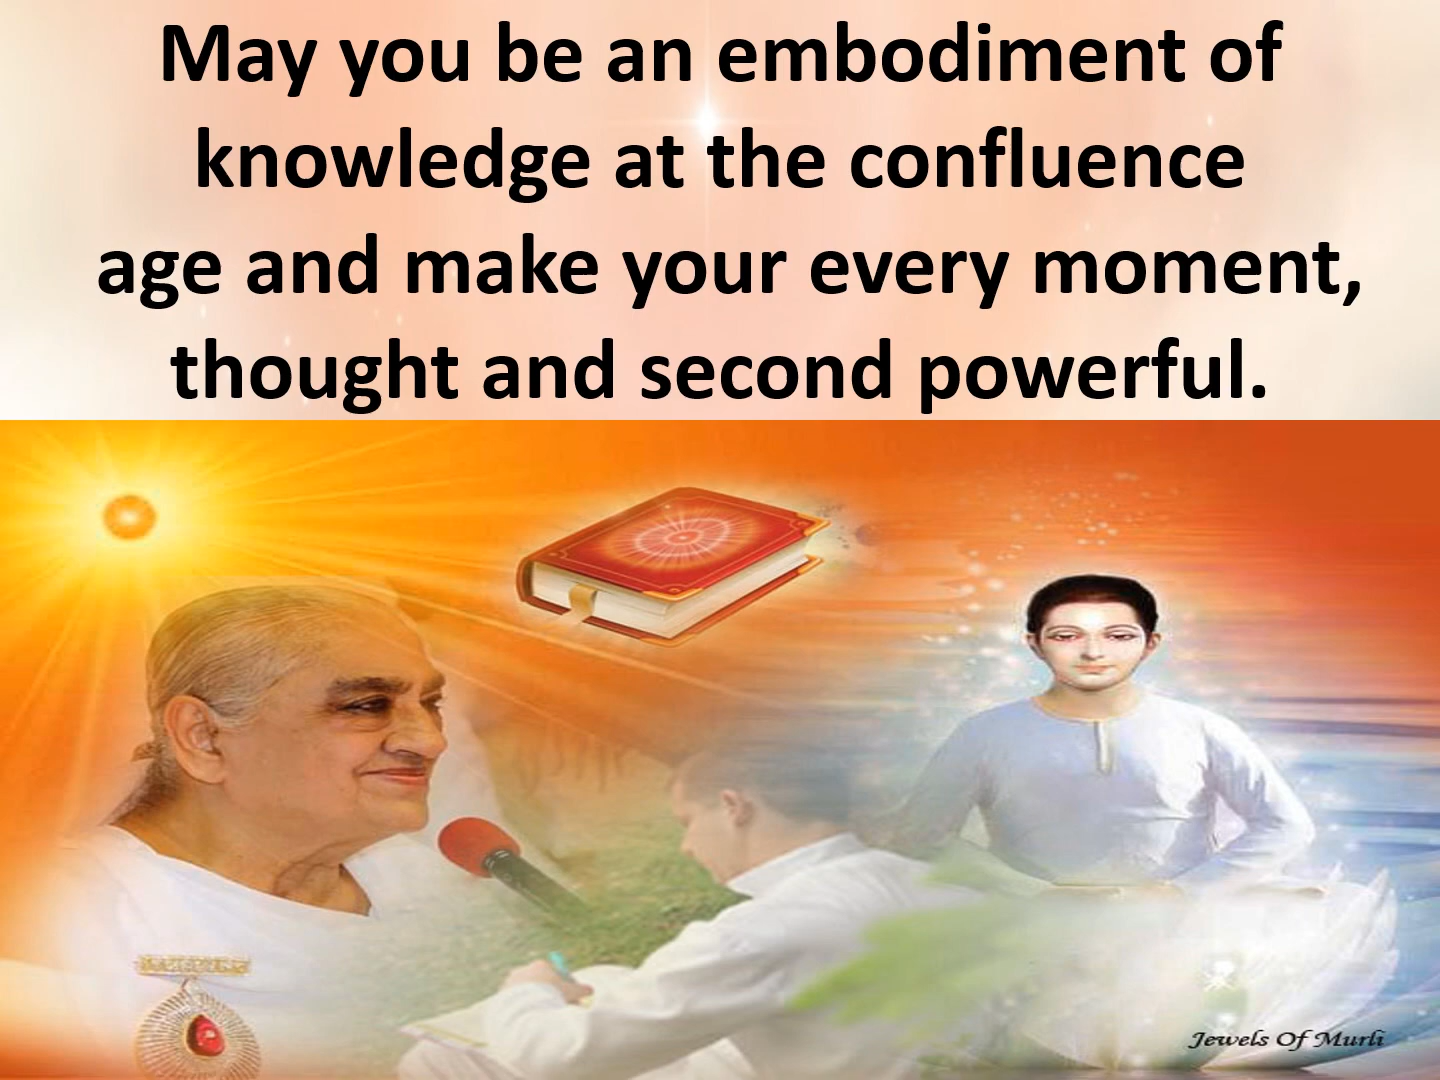 May you be an embodiment of
knowledge at the confluence
age and make your every moment,
thought and second powerful.
Jewels Of Murli